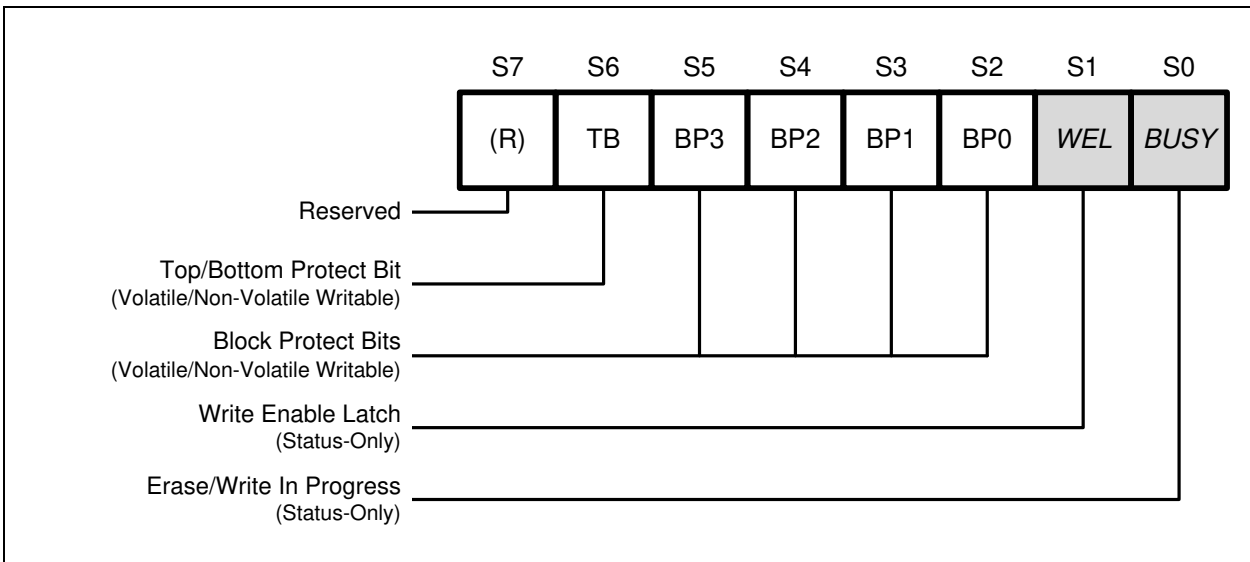 S7 S6 S5 S4 S3 S2 S1 S0
(R) TB BP3 BP2 BP1 BP0 WEL BUSY
Reserved
Top/Bottom Protect Bit
(Volatile/Non-Volatile Writable)
Block Protect Bits
(Volatile/Non-Volatile Writable)
Write Enable Latch
(Status-Only)
Erase/Write In Progress
(Status-Only)